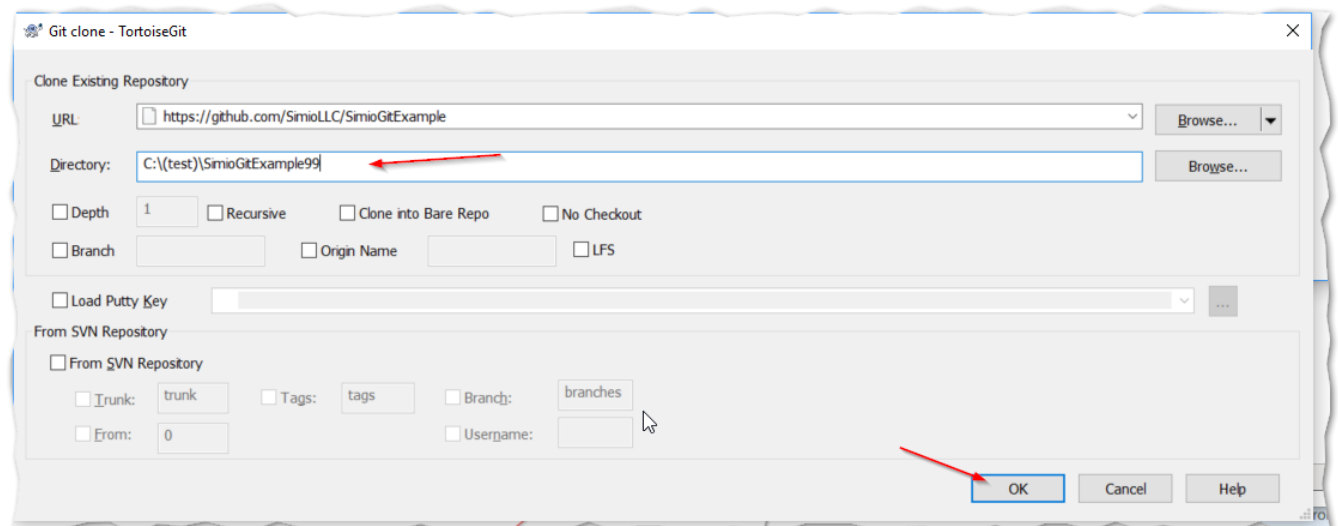 Git clone - TortoiseGit
Clone Existing Repository
URL: https://github.com/SimioLLC/SimioGitExample Browse...
Directory: C:\(test)\SimioGitExample99 Browse...
Depth 1 Recursive Clone into Bare Repo No Checkout
Branch Origin Name LFS
Load Putty Key ...
From SVN Repository
From SVN Repository
Trunk: trunk Tags: tags Branch: branches
From: 0 Username:
OK Cancel Help
ro